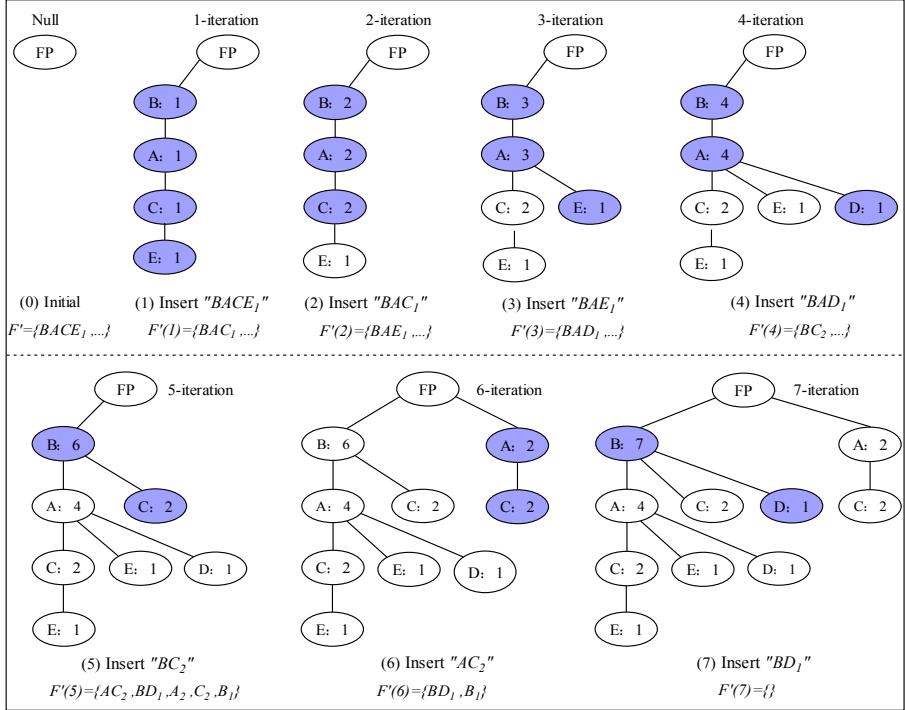 Null
1-iteration
2-iteration
3-iteration
4-iteration
FP
FP
FP
FP
FP
B: 1
B: 2
B: 3
B: 4
A: 1
A: 2
A: 3
A: 4
C: 1
C: 2
C: 2
E: 1
C: 2
E: 1
D: 1
E: 1
E: 1
E: 1
E: 1
(0) Initial
(1) Insert "BACE1"
(2) Insert "BAC1"
(3) Insert "BAE1"
(4) Insert "BAD1"
F'={BACE1 ,...}
F'(1)={BAC1 ,...}
F'(2)={BAE1 ,...}
F'(3)={BAD1 ,...}
F'(4)={BC2 ,...}
FP
5-iteration
FP
6-iteration
FP
7-iteration
B: 6
B: 6
A: 2
B: 7
A: 2
A: 4
C: 2
A: 4
C: 2
C: 2
A: 4
C: 2
D: 1
C: 2
C: 2
E: 1
D: 1
C: 2
E: 1
D: 1
C: 2
E: 1
D: 1
E: 1
E: 1
E: 1
(5) Insert "BC2"
(6) Insert "AC2"
(7) Insert "BD1"
F'(5)={AC2 ,BD1 ,A2 ,C2 ,B1}
F'(6)={BD1 ,B1}
F'(7)={}